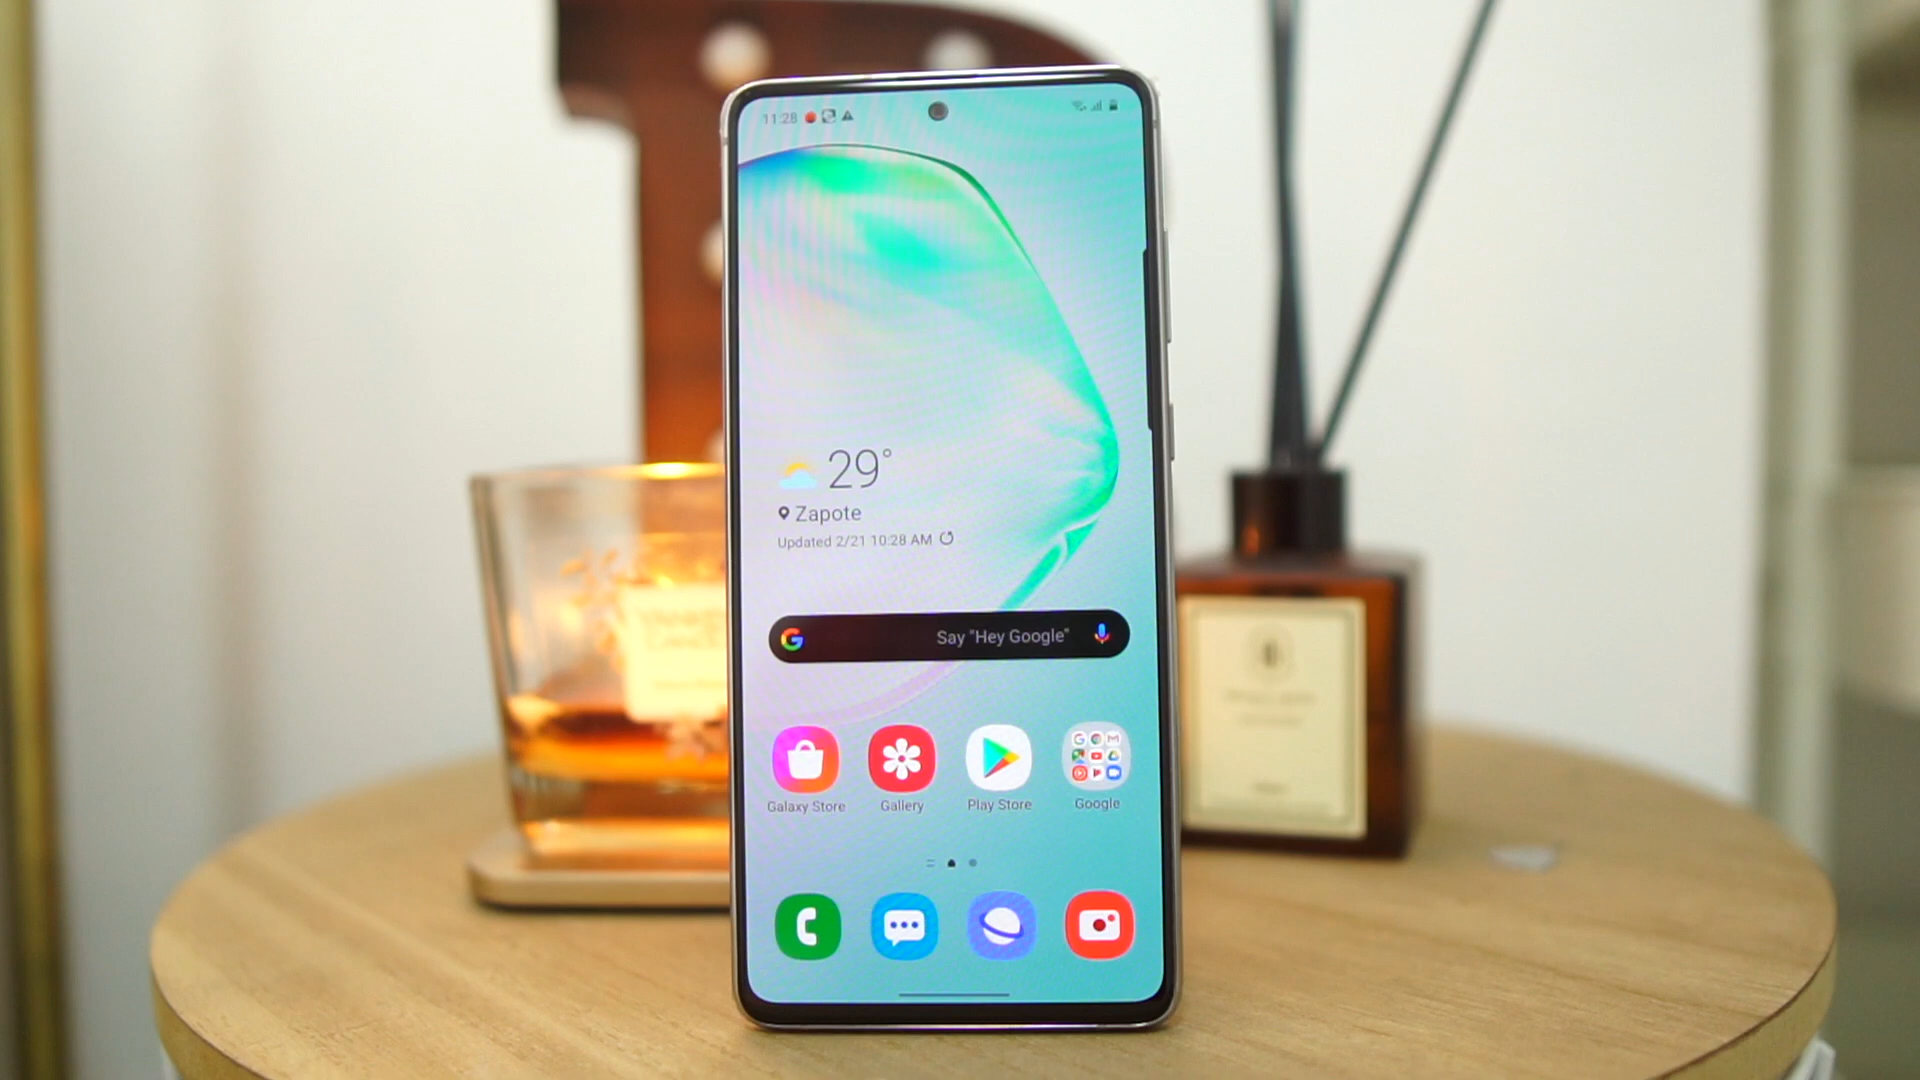 11:28
29°
Zapote
Updated 2/21 10:28 AM
Say "Hey Google"
Galaxy Store
Gallery
Play Store
Google